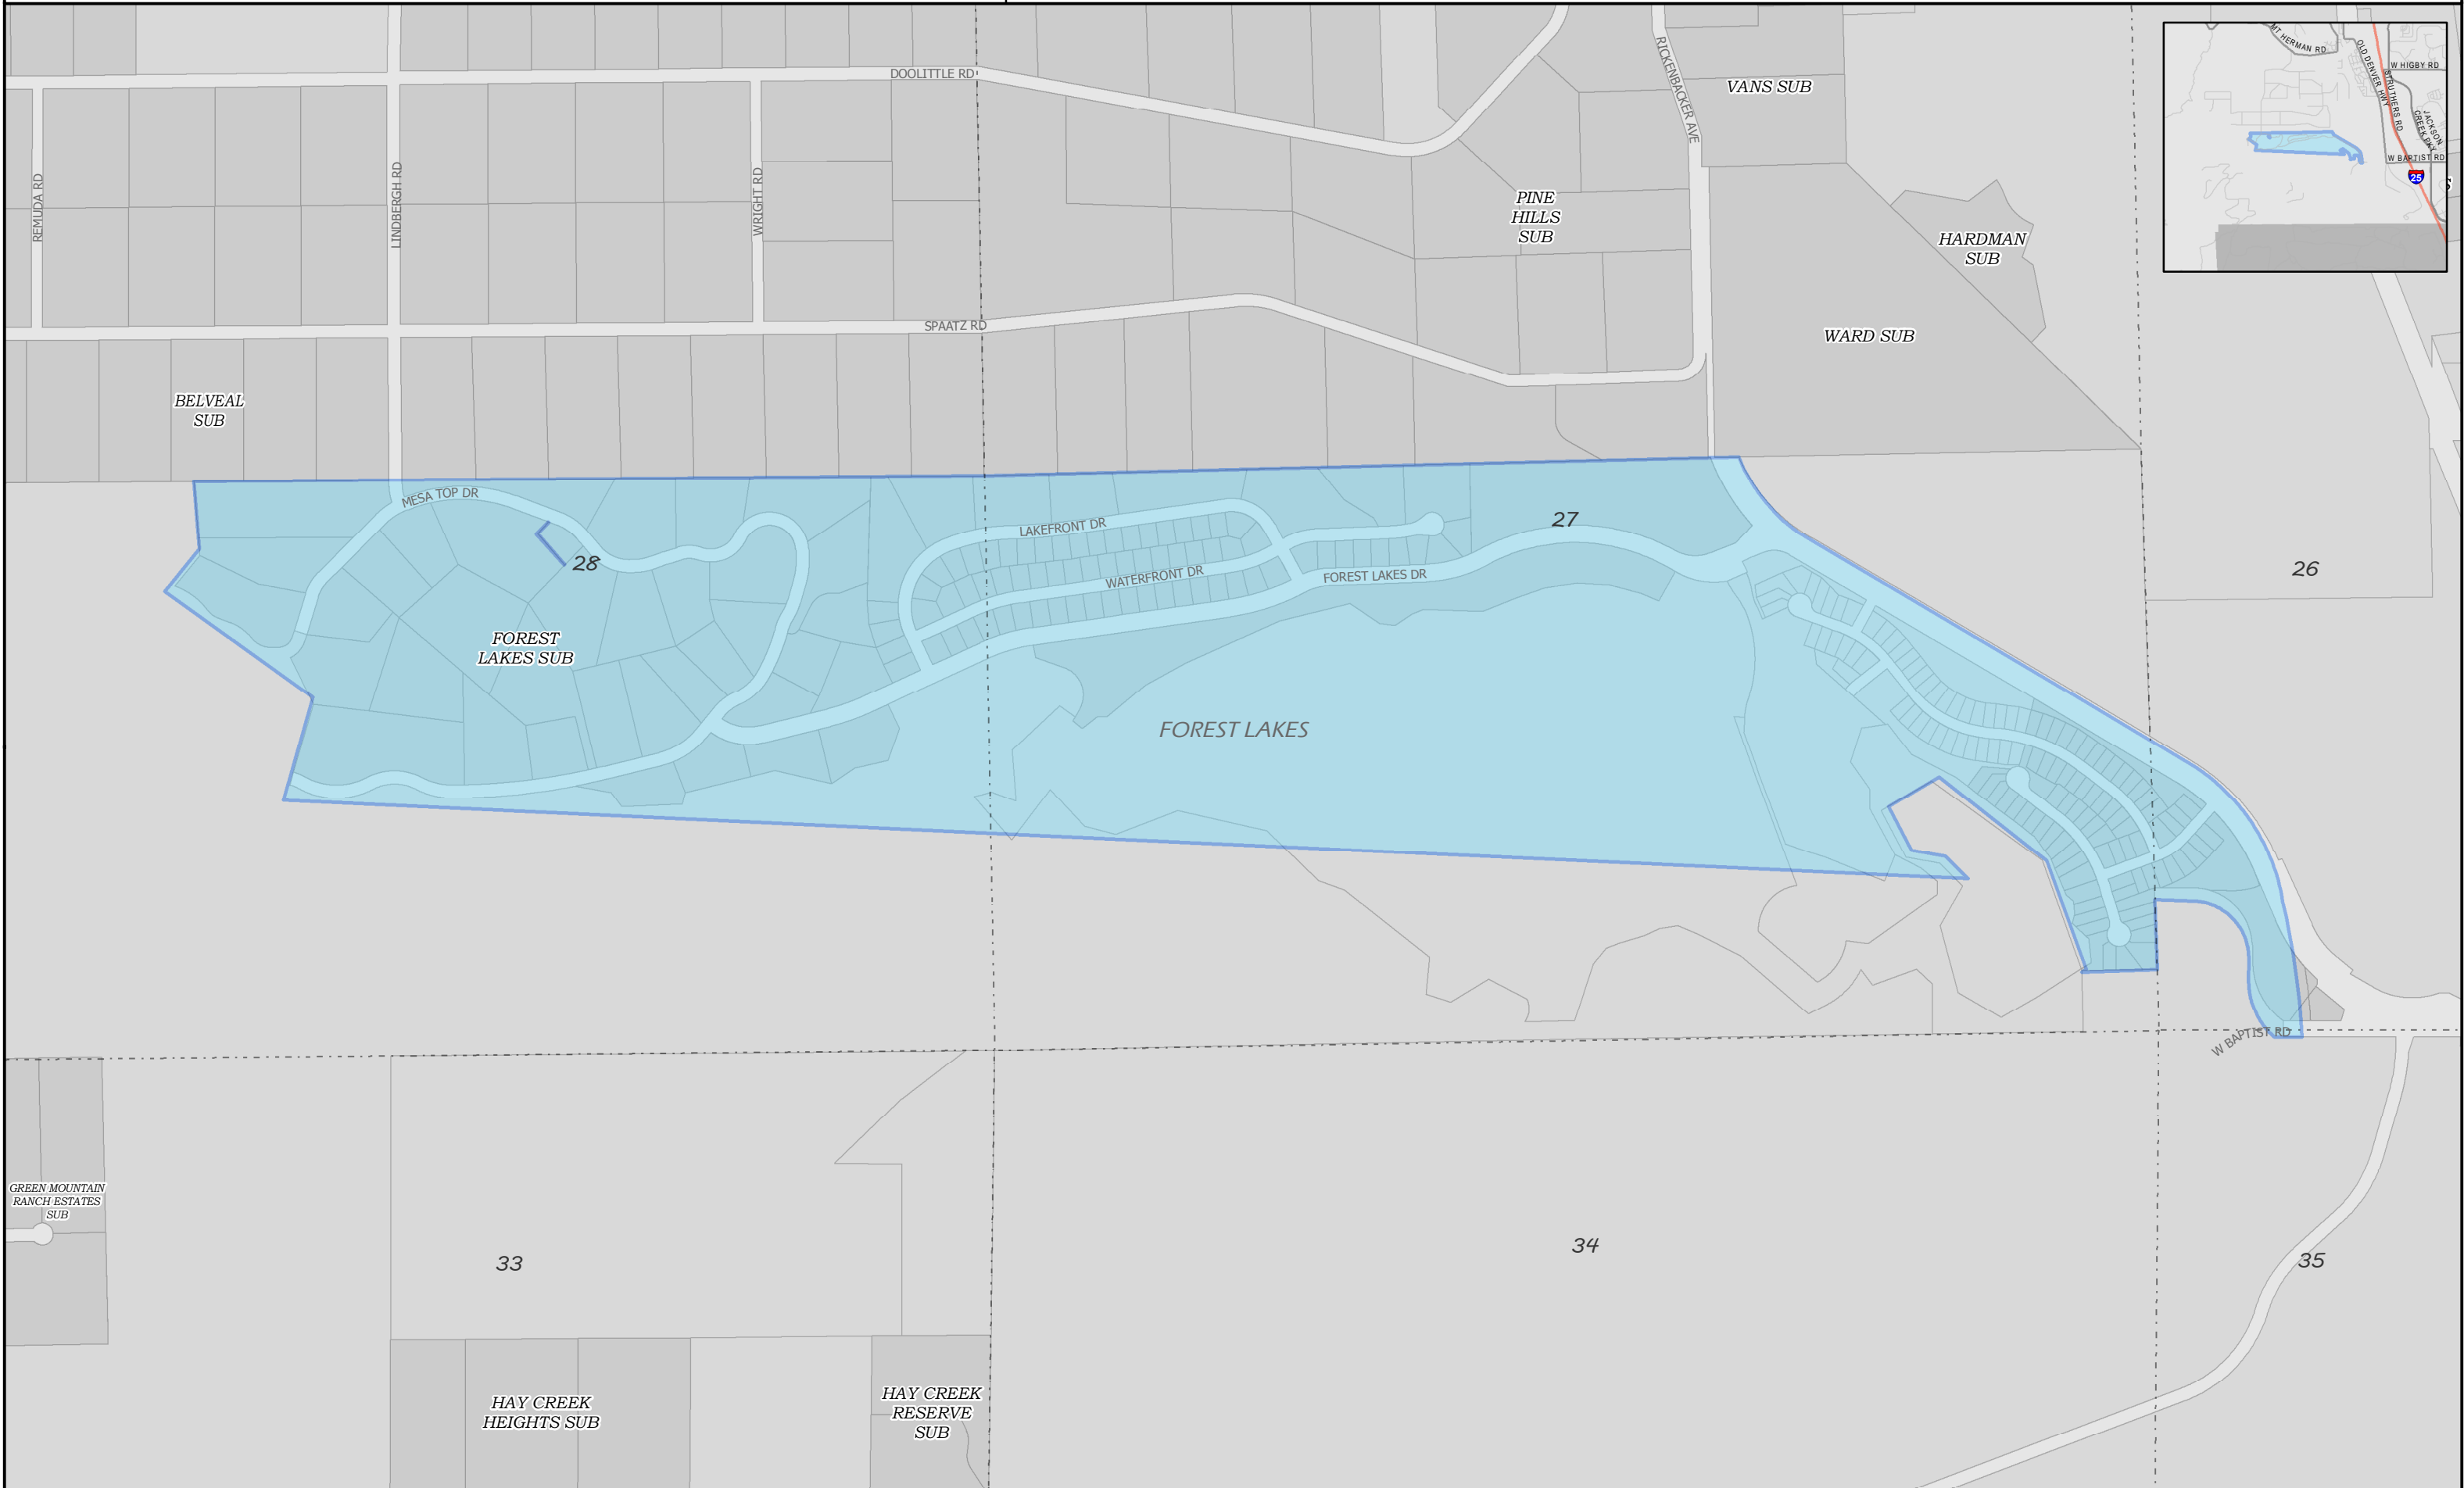 DOOLITTLE RD
RICKENBACKER AVE
VANS SUB
MT HERMAN RD
OLD DENVER HWY
W HIGBY RD
STRUTHERS RD
JACKSON
CREEK PKY
W BAPTIST RD
25
S
REMUDA RD
LINDBERGH RD
WRIGHT RD
PINE
HILLS
SUB
HARDMAN
SUB
SPAATZ RD
WARD SUB
BELVEAL
SUB
MESA TOP DR
LAKEFRONT DR
27
28
WATERFRONT DR
FOREST LAKES DR
26
FOREST
LAKES SUB
FOREST LAKES
W BAPTIST RD
GREEN MOUNTAIN
RANCH ESTATES
SUB
33
34
35
HAY CREEK
HEIGHTS SUB
HAY CREEK
RESERVE
SUB